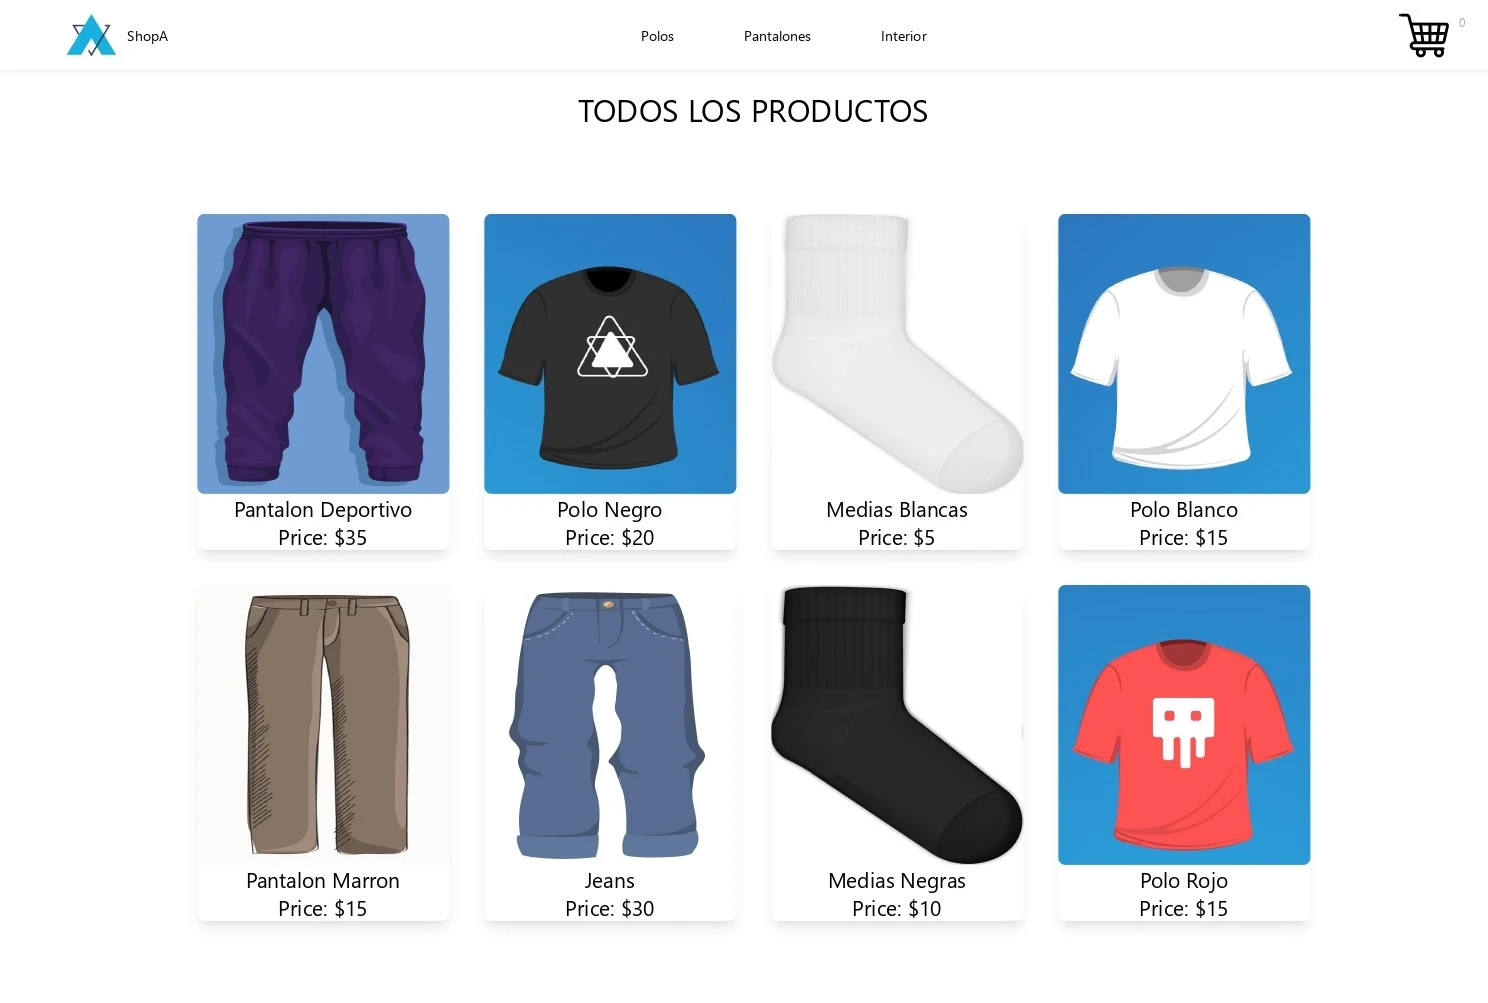 ShopA
Polos
Pantalones
Interior
0
TODOS LOS PRODUCTOS
Pantalon Deportivo
Price: $35
Polo Negro
Price: $20
Medias Blancas
Price: $5
Polo Blanco
Price: $15
Pantalon Marron
Price: $15
Jeans
Price: $30
Medias Negras
Price: $10
Polo Rojo
Price: $15